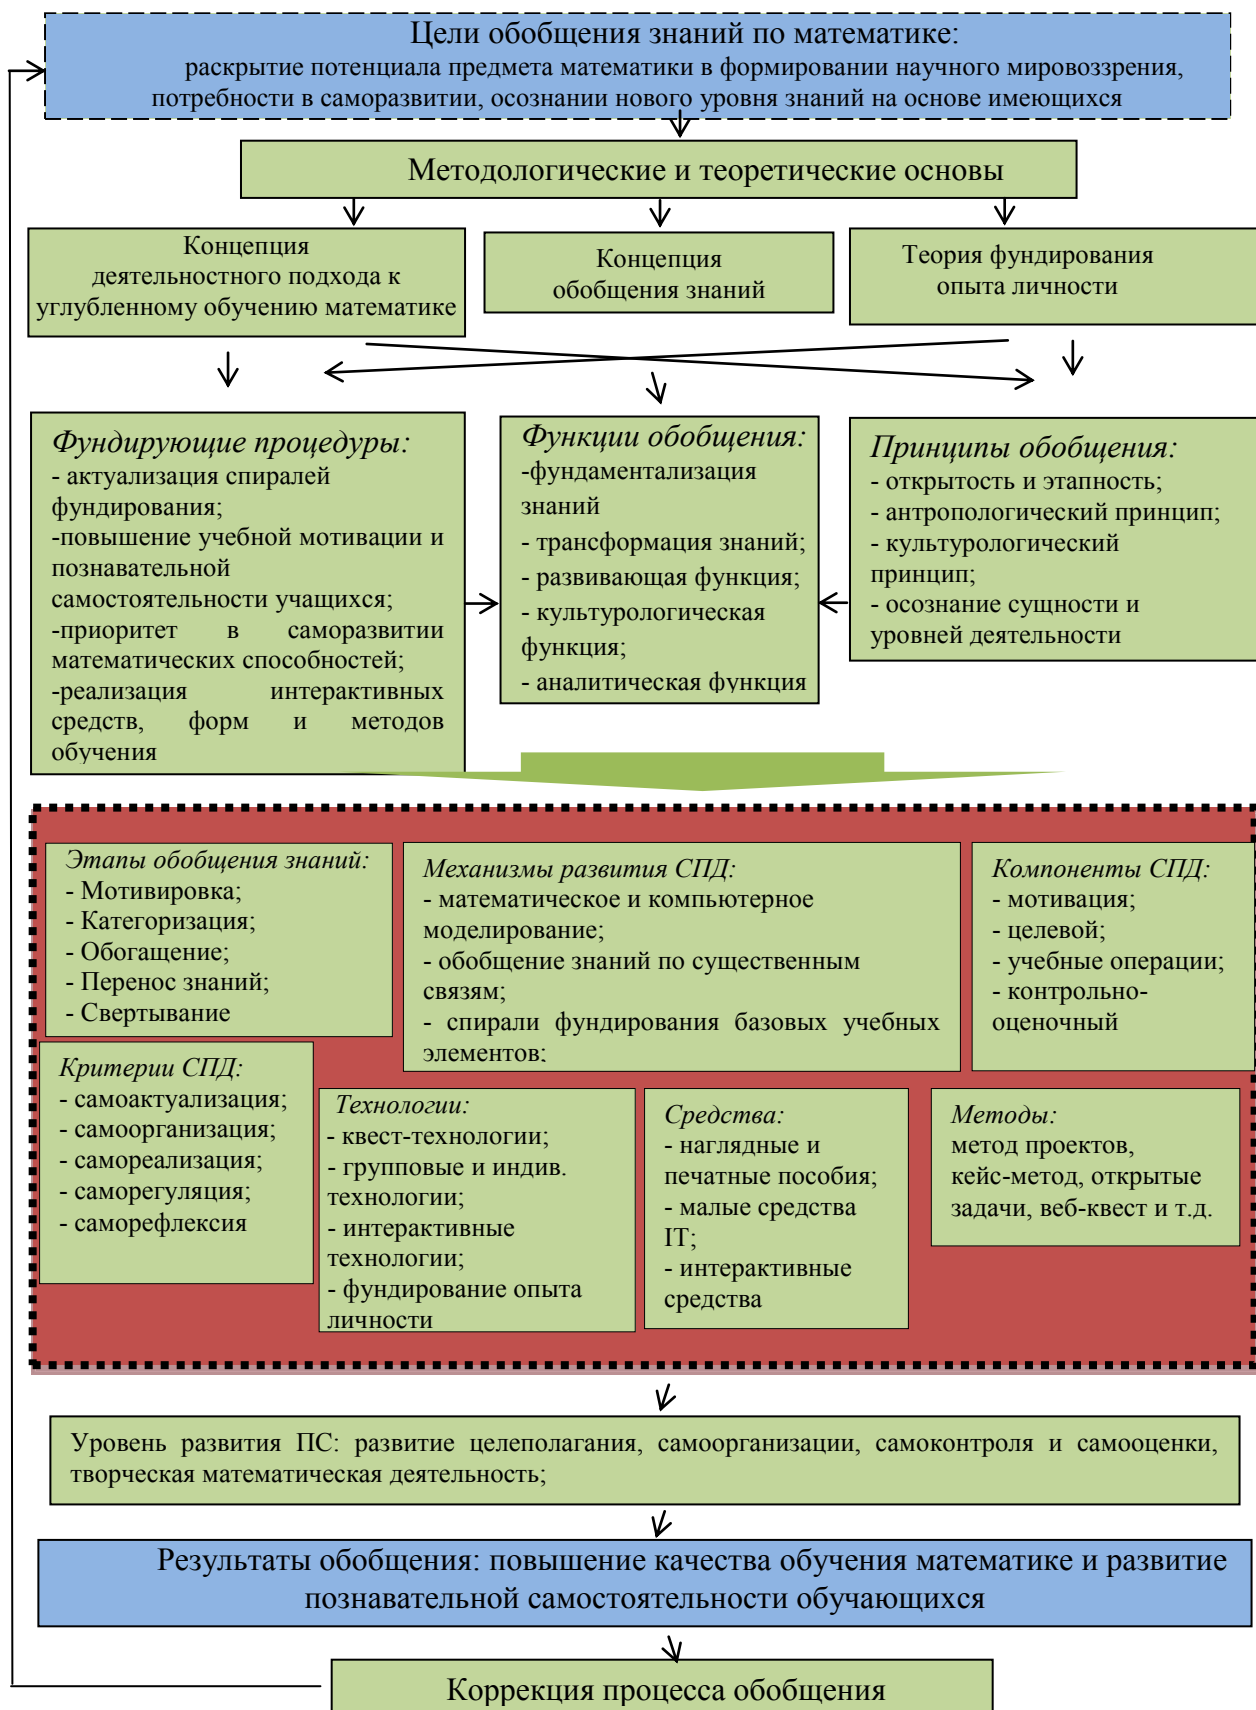 Цели обобщения знаний по математике:
раскрытие потенциала предмета математики в формировании научного мировоззрения,
потребности в саморазвитии, осознании нового уровня знаний на основе имеющихся
Методологические и теоретические основы
Концепция
деятельностного подхода к
углубленному обучению математике
Концепция
обобщения знаний
Теория фундирования
опыта личности
Фундирующие процедуры:
- актуализация спиралей
фундирования;
-повышение учебной мотивации и
познавательной
самостоятельности учащихся;
-приоритет в саморазвитии
математических способностей;
-реализация интерактивных
средств, форм и методов
обучения
Функции обобщения:
-фундаментализация
знаний
- трансформация знаний;
- развивающая функция;
- культурологическая
функция;
- аналитическая функция
Принципы обобщения:
- открытость и этапность;
- антропологический принцип;
- культурологический
принцип;
- осознание сущности и
уровней деятельности
Этапы обобщения знаний:
- Мотивировка;
- Категоризация;
- Обогащение;
- Перенос знаний;
- Свертывание
Механизмы развития СПД:
- математическое и компьютерное
моделирование;
- обобщение знаний по существенным
связям;
- спирали фундирования базовых учебных
элементов;
Компоненты СПД:
- мотивация;
- целевой;
- учебные операции;
- контрольно-
оценочный
Критерии СПД:
- самоактуализация;
- самоорганизация;
- самореализация;
- саморегуляция;
- саморефлексия
Технологии:
- квест-технологии;
- групповые и индив.
технологии;
- интерактивные
технологии;
- фундирование опыта
личности
Средства:
- наглядные и
печатные пособия;
- малые средства
IT;
- интерактивные
средства
Методы:
метод проектов,
кейс-метод, открытые
задачи, веб-квест и т.д.
Уровень развития ПС: развитие целеполагания, самоорганизации, самоконтроля и самооценки,
творческая математическая деятельность;
Результаты обобщения: повышение качества обучения математике и развитие
познавательной самостоятельности обучающихся
Коррекция процесса обобщения